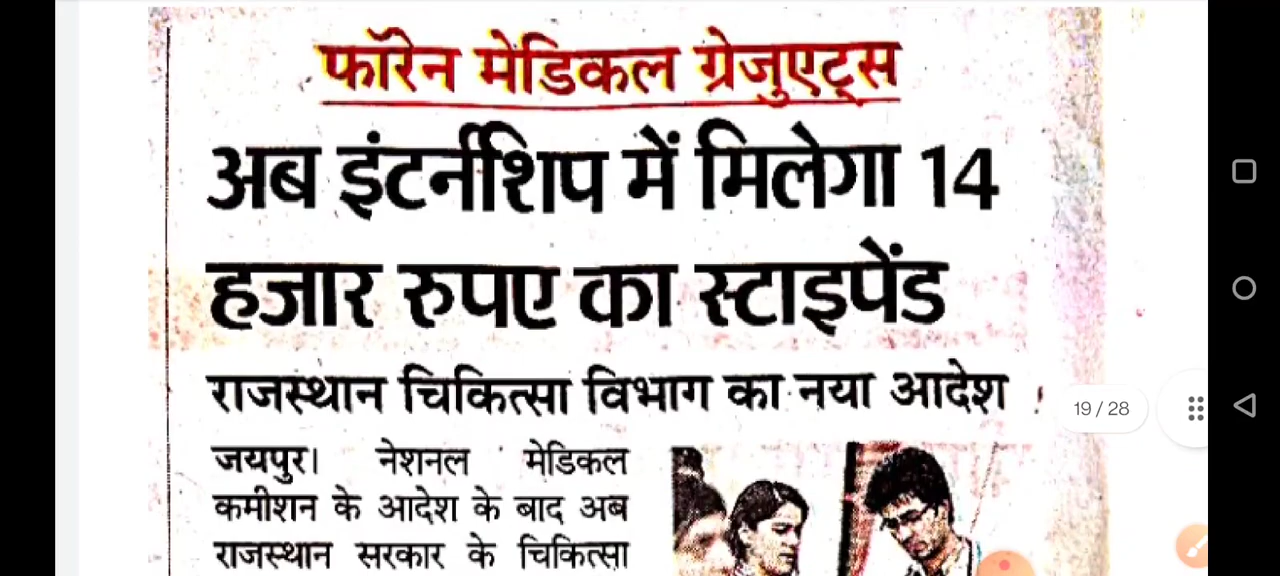 फॉरेन मेडिकल ग्रेजुएट्स
अब इंटर्नशिप में मिलेगा 14
हजार रुपए का स्टाइपेंड
राजस्थान चिकित्सा विभाग का नया आदेश
जयपुर। नेशनल मेडिकल
कमीशन के आदेश के बाद अब
राजस्थान सरकार के चिकित्सा
19 / 28